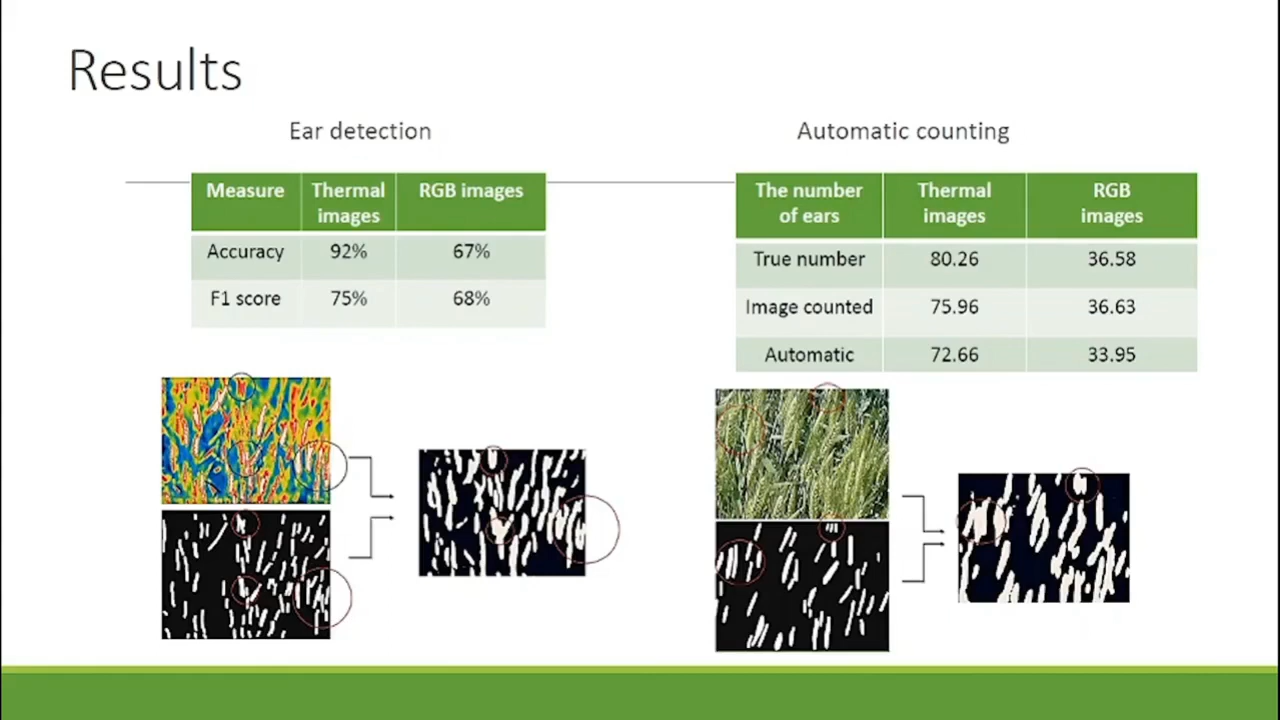 Results
Ear detection
Measure Thermal images RGB images
Accuracy 92% 67%
F1 score 75% 68%
Automatic counting
The number of ears Thermal images RGB images
True number 80.26 36.58
Image counted 75.96 36.63
Automatic 72.66 33.95